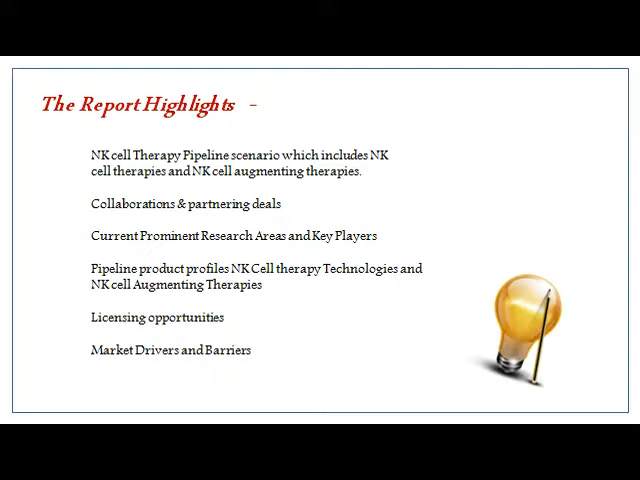 The Report Highlights -
NK cell Therapy Pipeline scenario which includes NK
cell therapies and NK cell augmenting therapies.
Collaborations & partnering deals
Current Prominent Research Areas and Key Players
Pipeline product profiles NK Cell therapy Technologies and
NK cell Augmenting Therapies
Licensing opportunities
Market Drivers and Barriers